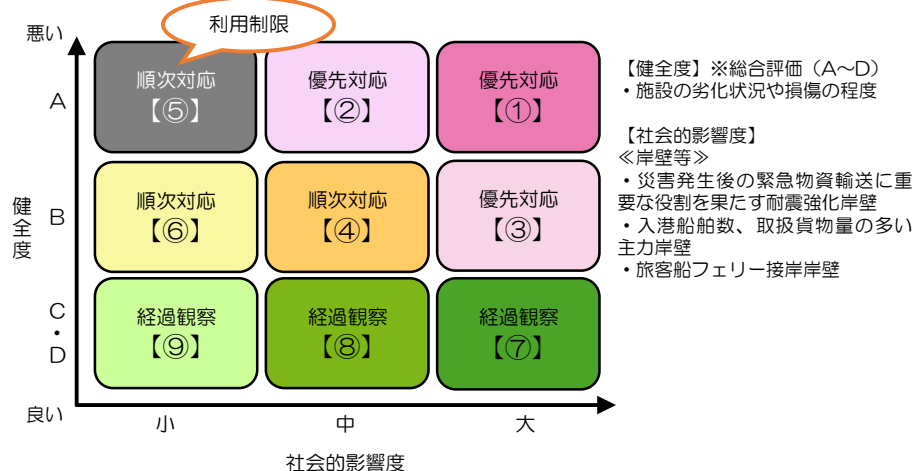 利用制限
悪い
A
順次対応
【⑤】
優先対応
【②】
優先対応
【①】
健全度
B
順次対応
【⑥】
順次対応
【④】
優先対応
【③】
C・D
経過観察
【⑨】
経過観察
【⑧】
経過観察
【⑦】
良い
小
中
大
社会的影響度
【健全度】※総合評価（A～D）
・施設の劣化状況や損傷の程度
【社会的影響度】
≪岸壁等≫
・災害発生後の緊急物資輸送に重
要な役割を果たす耐震強化岸壁
・入港船舶数、取扱貨物量の多い
主力岸壁
・旅客船フェリー接岸岸壁